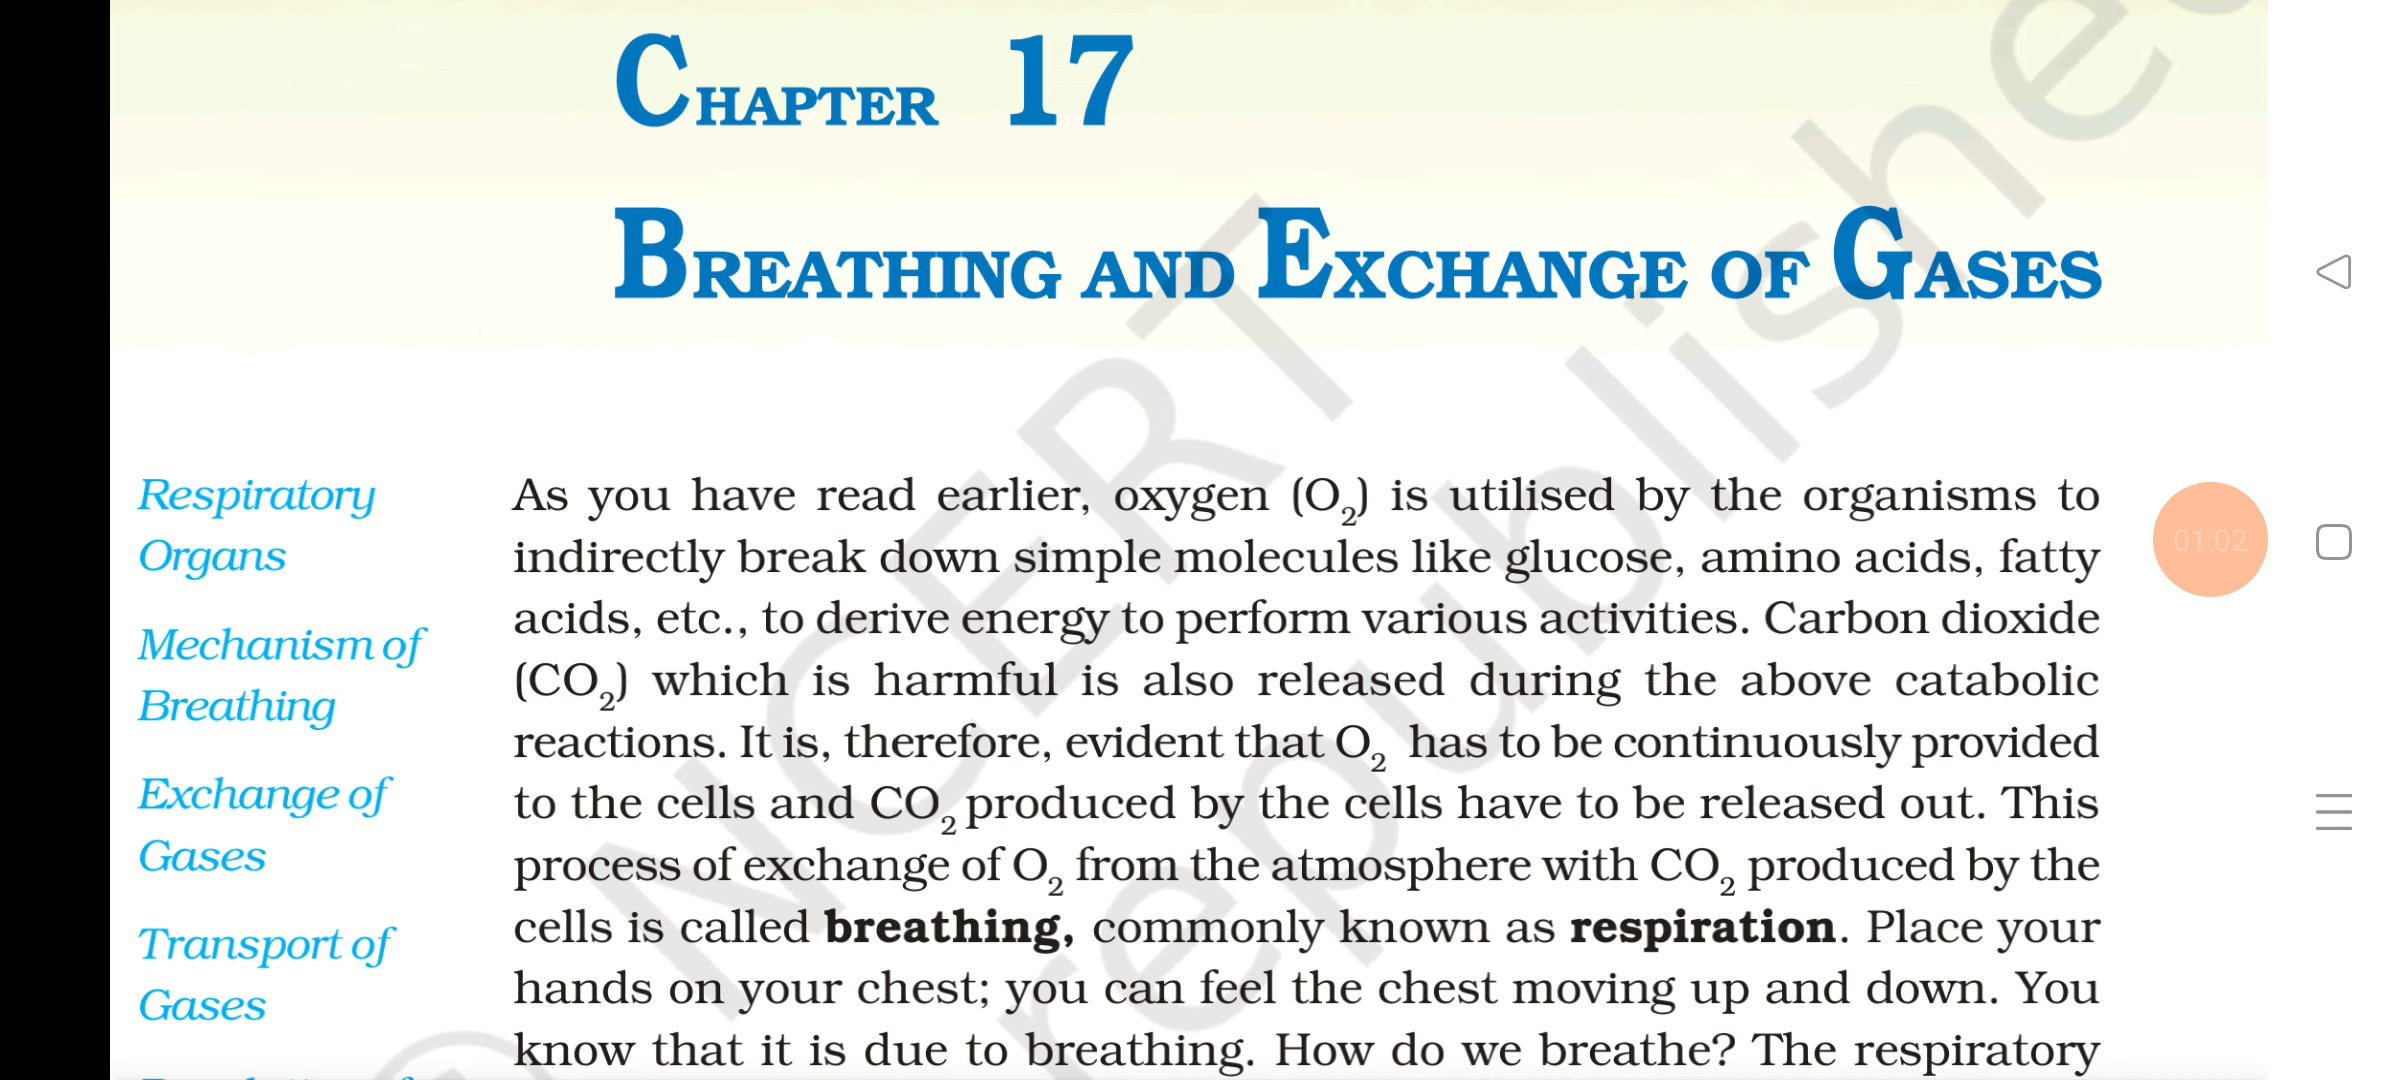 CHAPTER 17
BREATHING AND EXCHANGE OF GASES
Respiratory
Organs
Mechanism of
Breathing
Exchange of
Gases
Transport of
Gases
As you have read earlier, oxygen (O₂) is utilised by the organisms to
indirectly break down simple molecules like glucose, amino acids, fatty
acids, etc., to derive energy to perform various activities. Carbon dioxide
(CO₂) which is harmful is also released during the above catabolic
reactions. It is, therefore, evident that O₂ has to be continuously provided
to the cells and CO₂ produced by the cells have to be released out. This
process of exchange of O₂ from the atmosphere with CO₂ produced by the
cells is called breathing, commonly known as respiration. Place your
hands on your chest; you can feel the chest moving up and down. You
know that it is due to breathing. How do we breathe? The respiratory
01:02
NCERT
republished